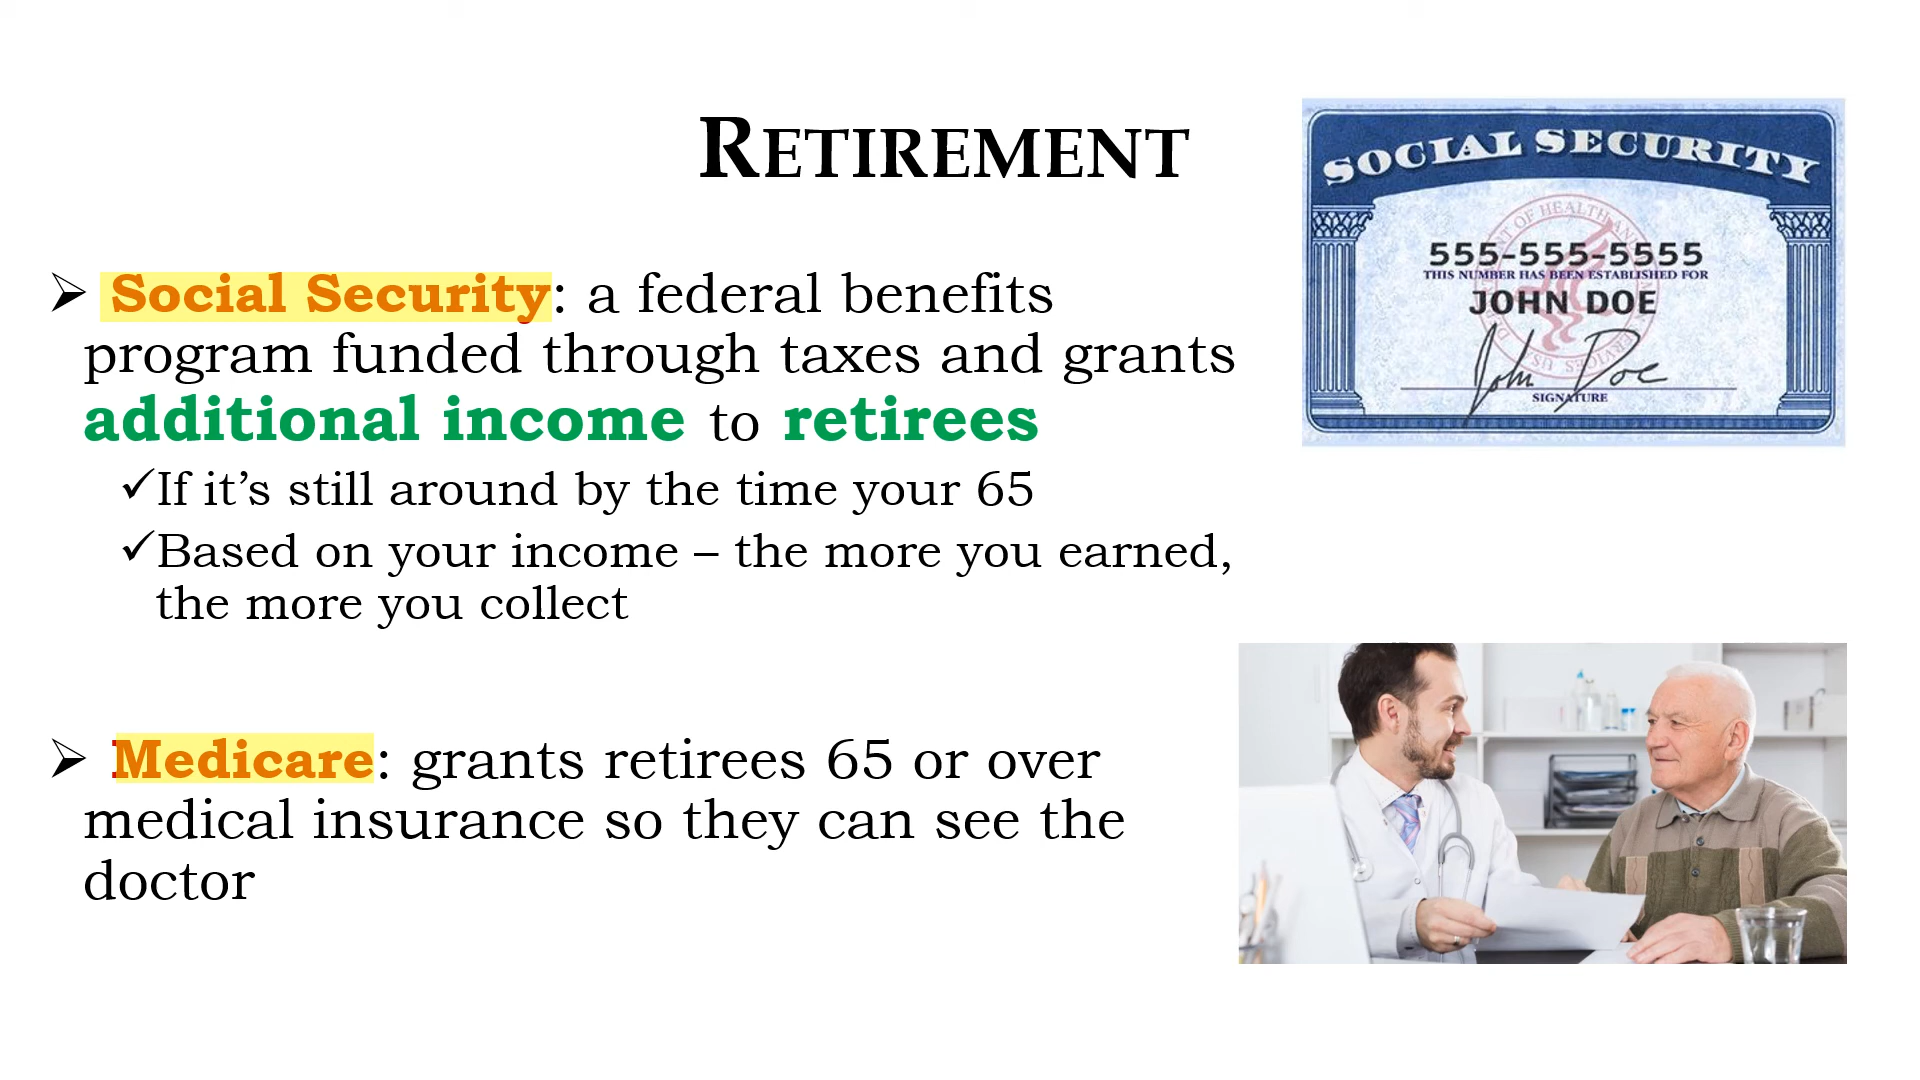 RETIREMENT
➢ Social Security: a federal benefits
program funded through taxes and grants
additional income to retirees
✓If it’s still around by the time your 65
✓Based on your income – the more you earned,
the more you collect
➢ Medicare: grants retirees 65 or over
medical insurance so they can see the
doctor
SOCIAL SECURITY
555-555-5555
THIS NUMBER HAS BEEN ESTABLISHED FOR
JOHN DOE
John Doe
SIGNATURE